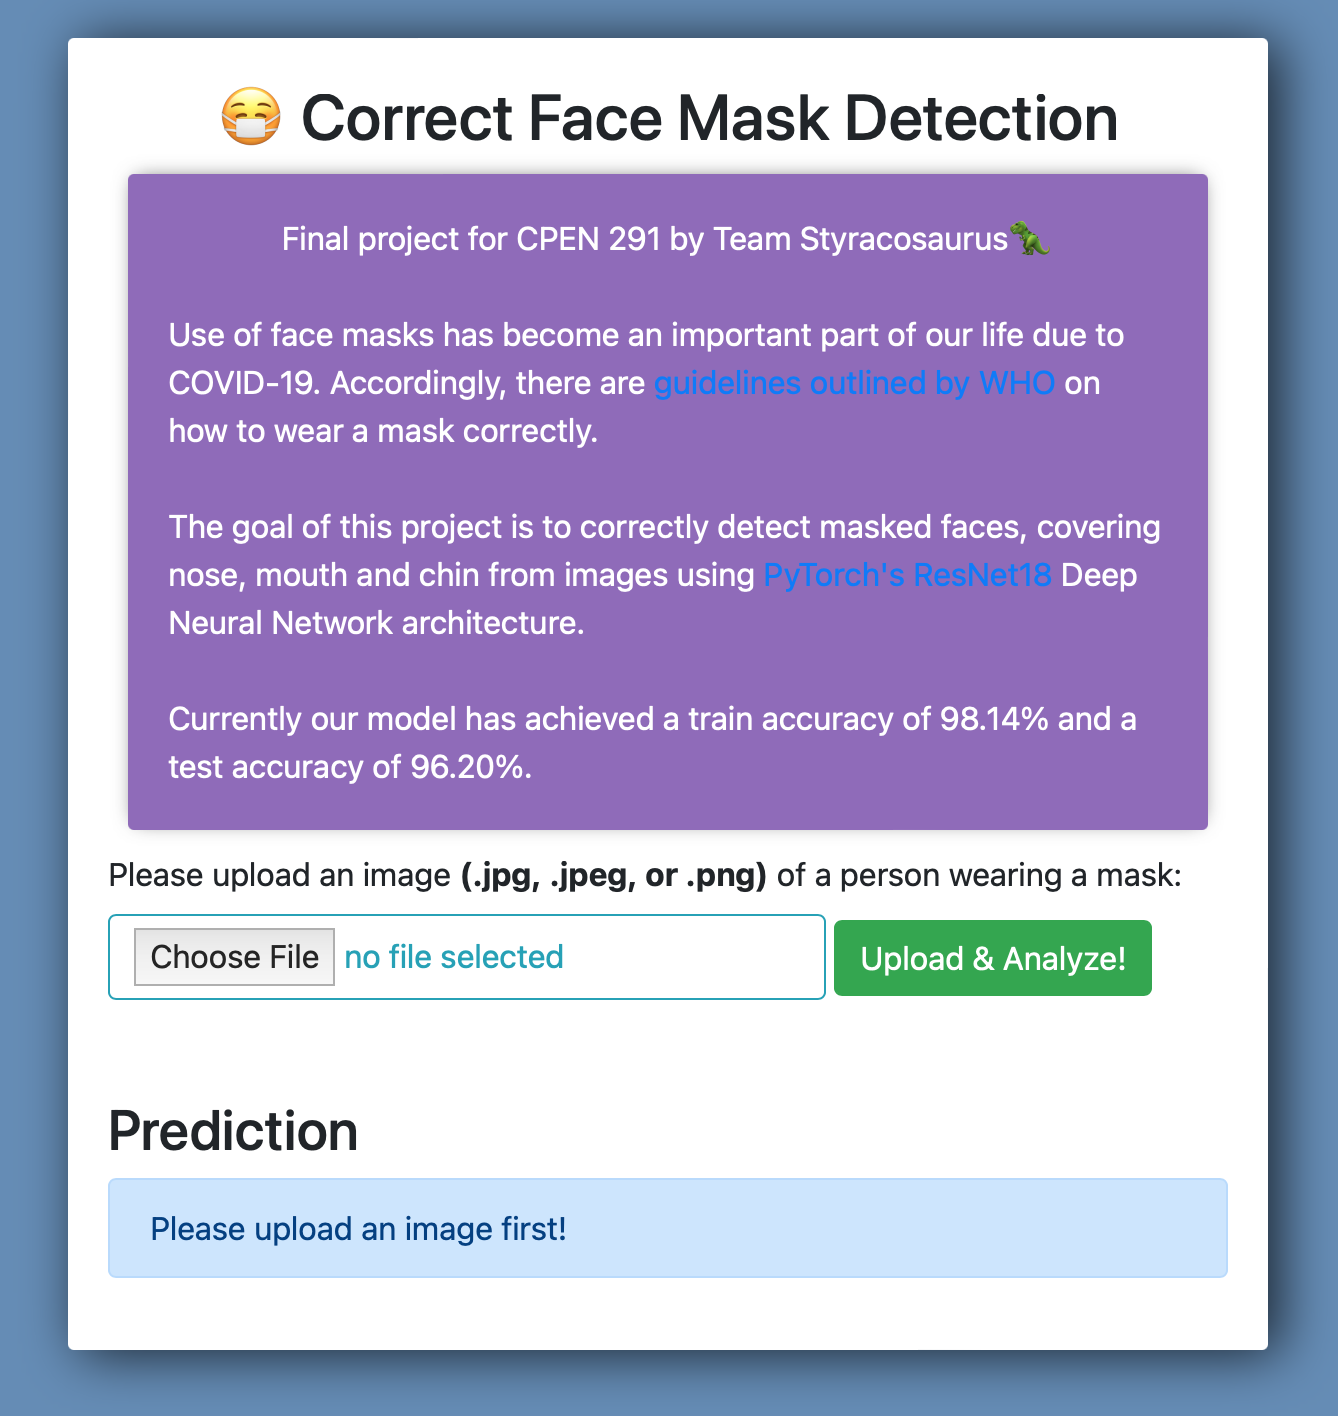 😷 Correct Face Mask Detection
Final project for CPEN 291 by Team Styracosaurus🦖
Use of face masks has become an important part of our life due to
COVID-19. Accordingly, there are guidelines outlined by WHO on
how to wear a mask correctly.
The goal of this project is to correctly detect masked faces, covering
nose, mouth and chin from images using PyTorch's ResNet18 Deep
Neural Network architecture.
Currently our model has achieved a train accuracy of 98.14% and a
test accuracy of 96.20%.
Please upload an image (.jpg, .jpeg, or .png) of a person wearing a mask:
Choose File no file selected Upload & Analyze!
Prediction
Please upload an image first!